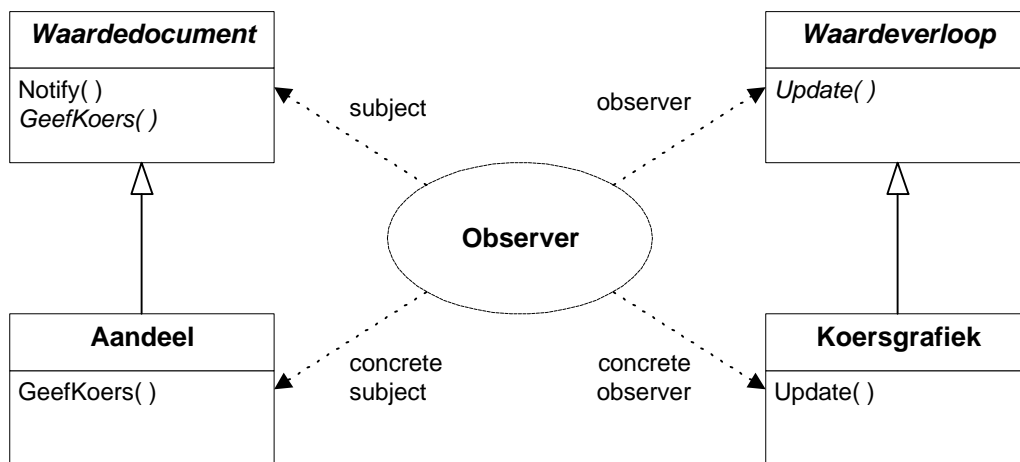 Waardedocument
Notify( )
GeefKoers( )
Waardeverloop
Update( )
subject
observer
Observer
Aandeel
GeefKoers( )
concrete
subject
concrete
observer
Koersgrafiek
Update( )